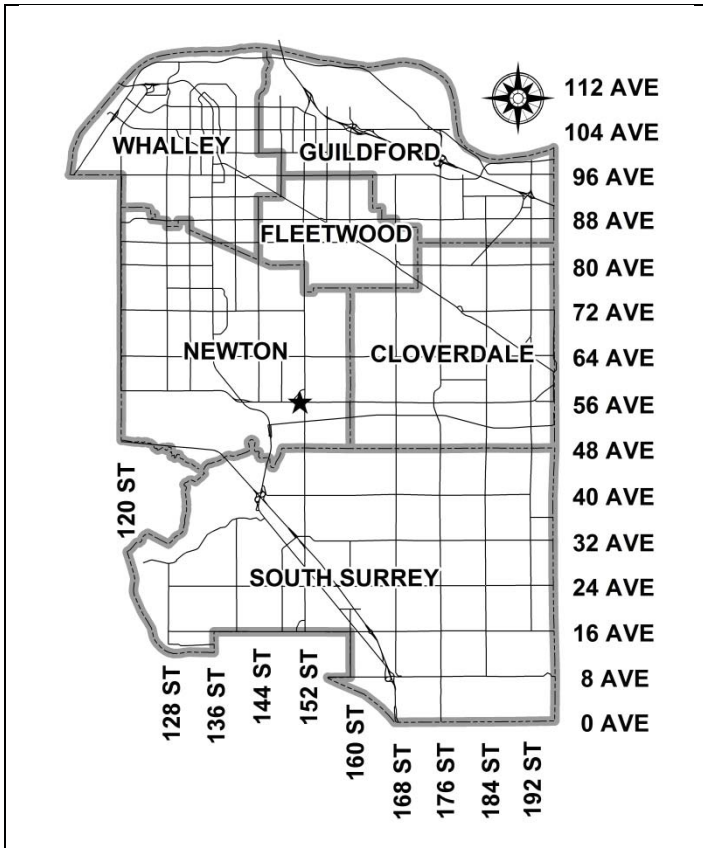 112 AVE
104 AVE
WHALLEY
GUILDFORD
96 AVE
88 AVE
FLEETWOOD
80 AVE
72 AVE
NEWTON
CLOVERDALE
64 AVE
56 AVE
48 AVE
120 ST
40 AVE
32 AVE
SOUTH SURREY
24 AVE
16 AVE
128 ST
136 ST
144 ST
152 ST
160 ST
8 AVE
0 AVE
168 ST
176 ST
184 ST
192 ST